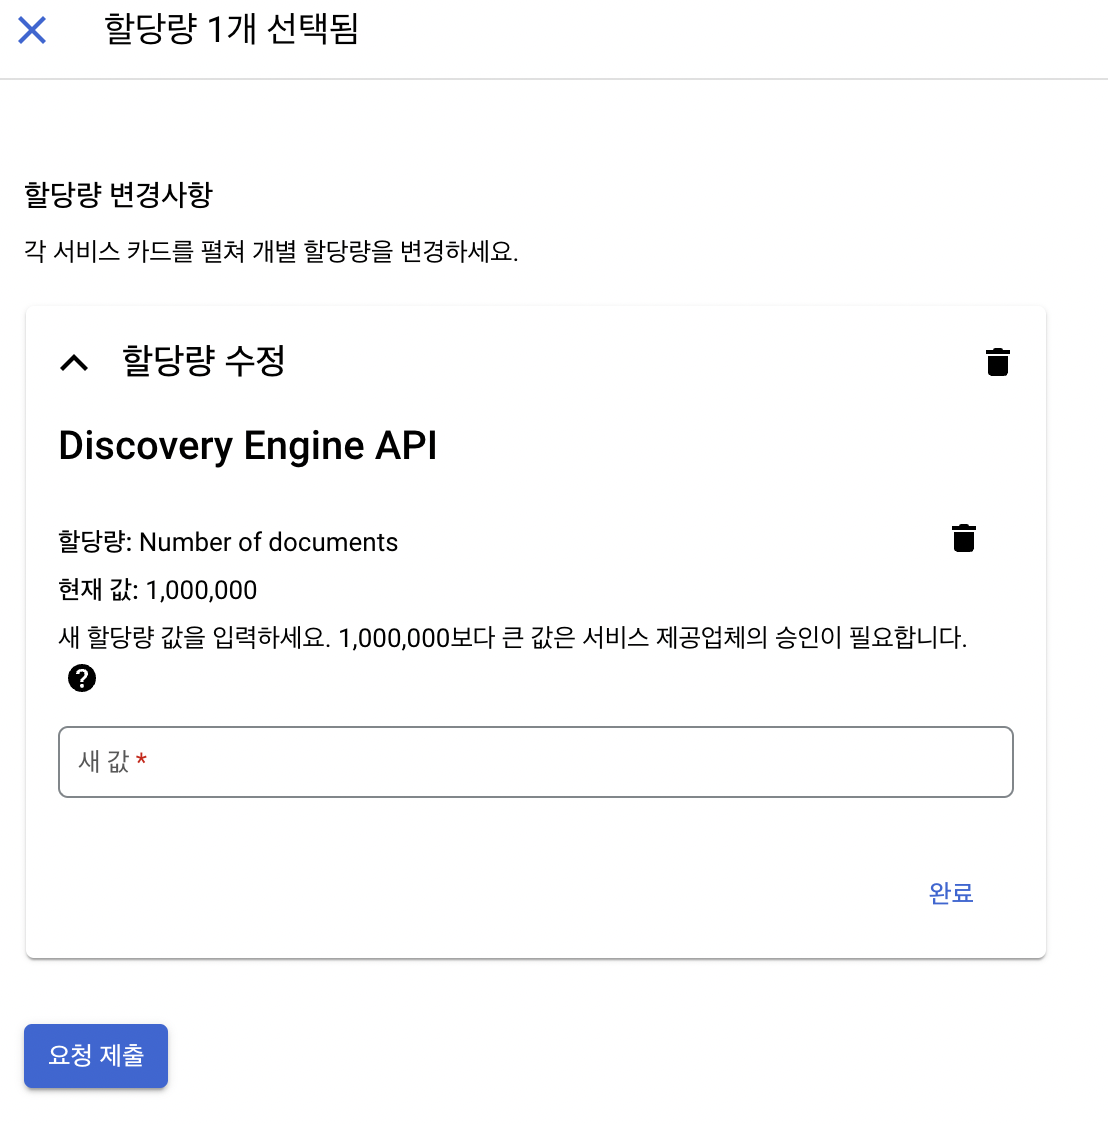 할당량 1개 선택됨
할당량 변경사항
각 서비스 카드를 펼쳐 개별 할당량을 변경하세요.
할당량 수정
Discovery Engine API
할당량: Number of documents
현재 값: 1,000,000
새 할당량 값을 입력하세요. 1,000,000보다 큰 값은 서비스 제공업체의 승인이 필요합니다.
?
새 값 *
완료
요청 제출